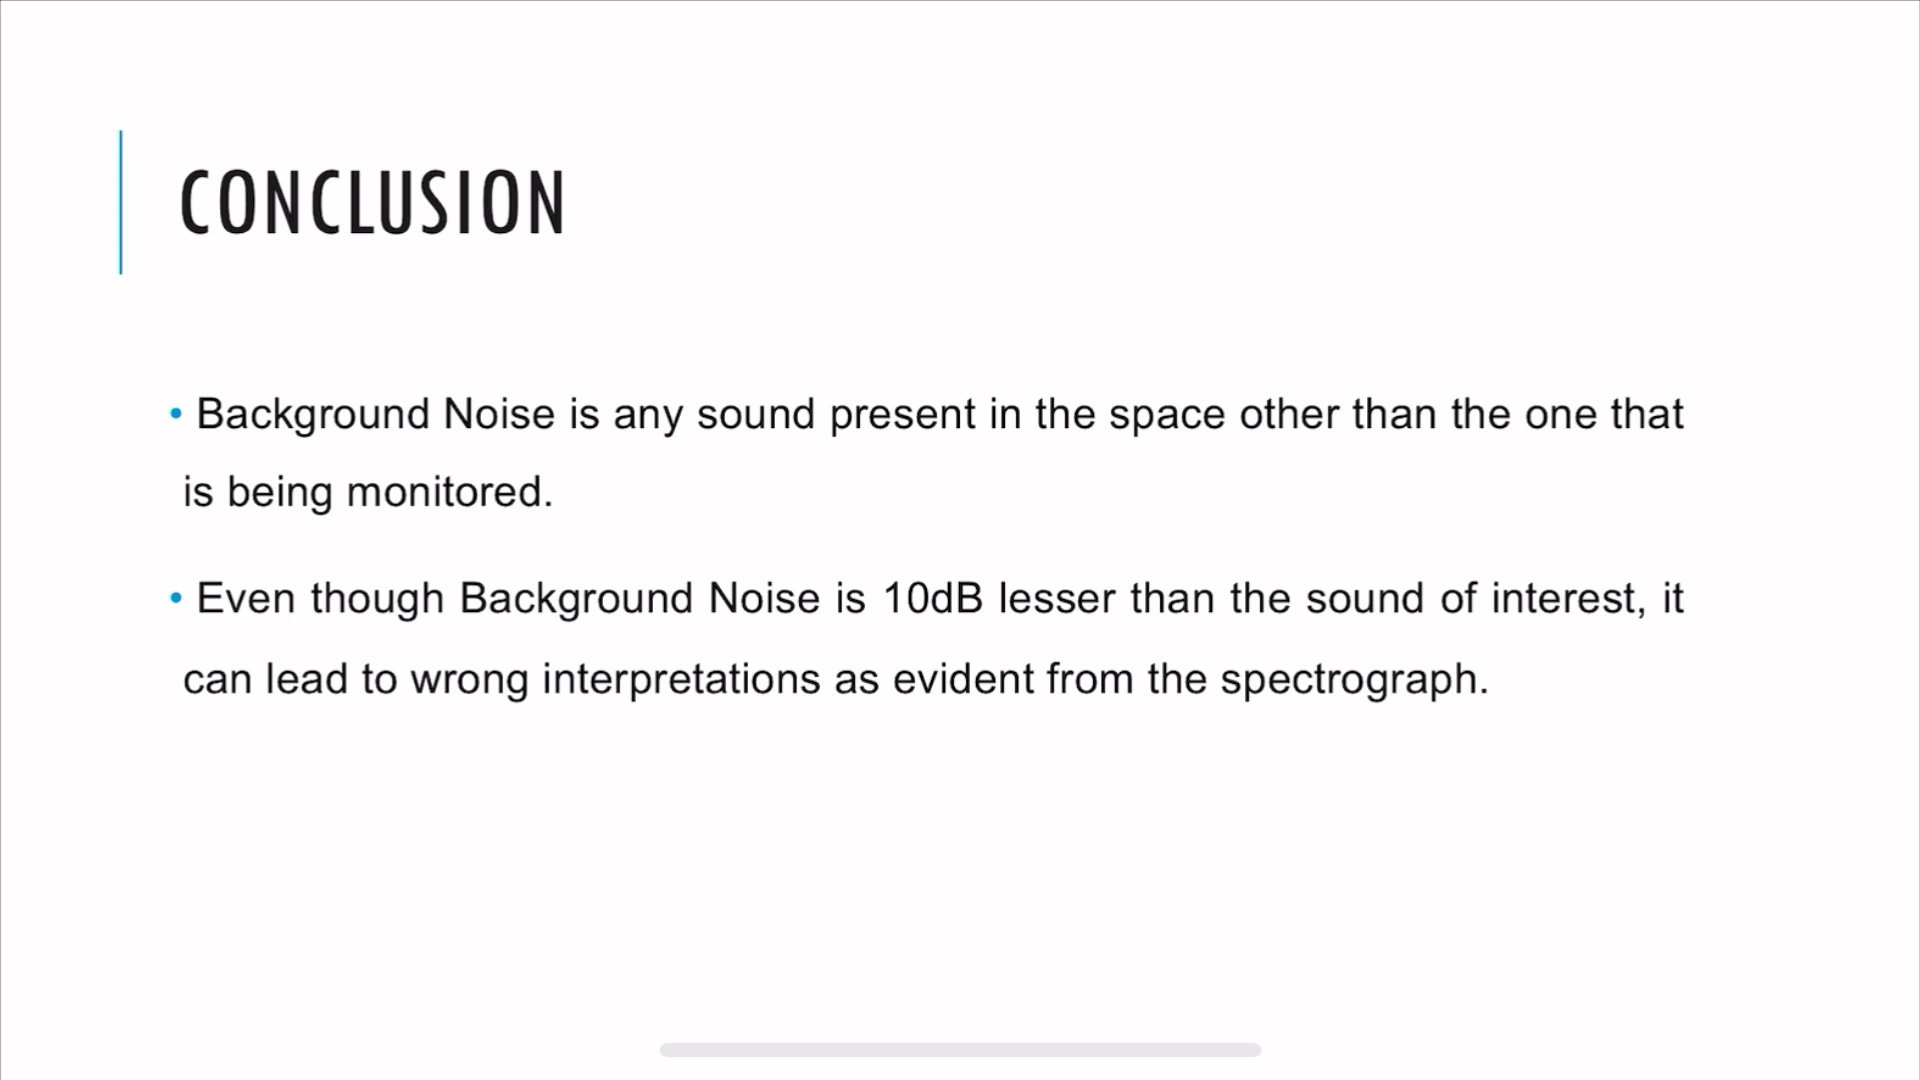 CONCLUSION
• Background Noise is any sound present in the space other than the one that
is being monitored.
• Even though Background Noise is 10dB lesser than the sound of interest, it
can lead to wrong interpretations as evident from the spectrograph.